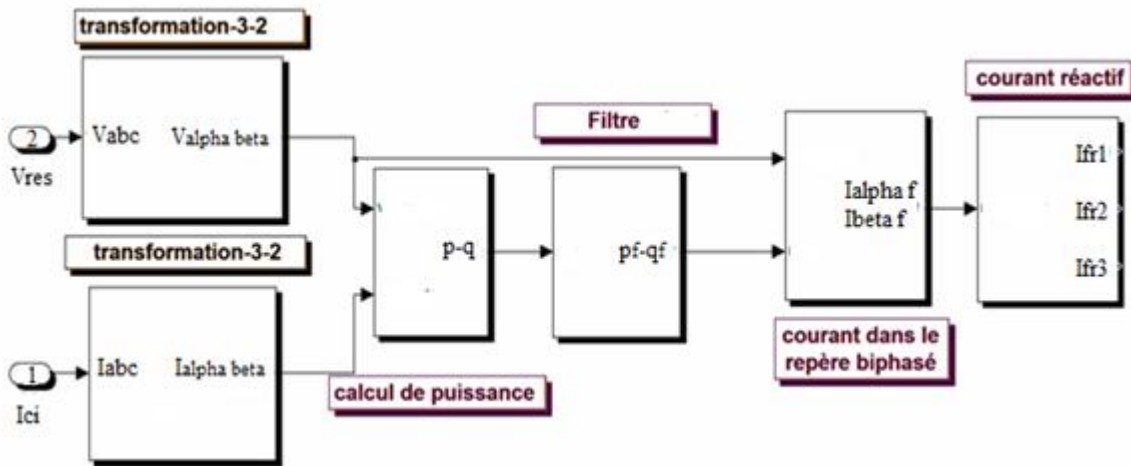 transformation-3-2
Vabc
Valpha beta
2
Vres
transformation-3-2
Iabc
Ialpha beta
1
Ici
p-q
calcul de puissance
Filtre
pf-qf
Ialpha f
Ibeta f
courant dans le
repère biphasé
courant réactif
Ifr1
Ifr2
Ifr3